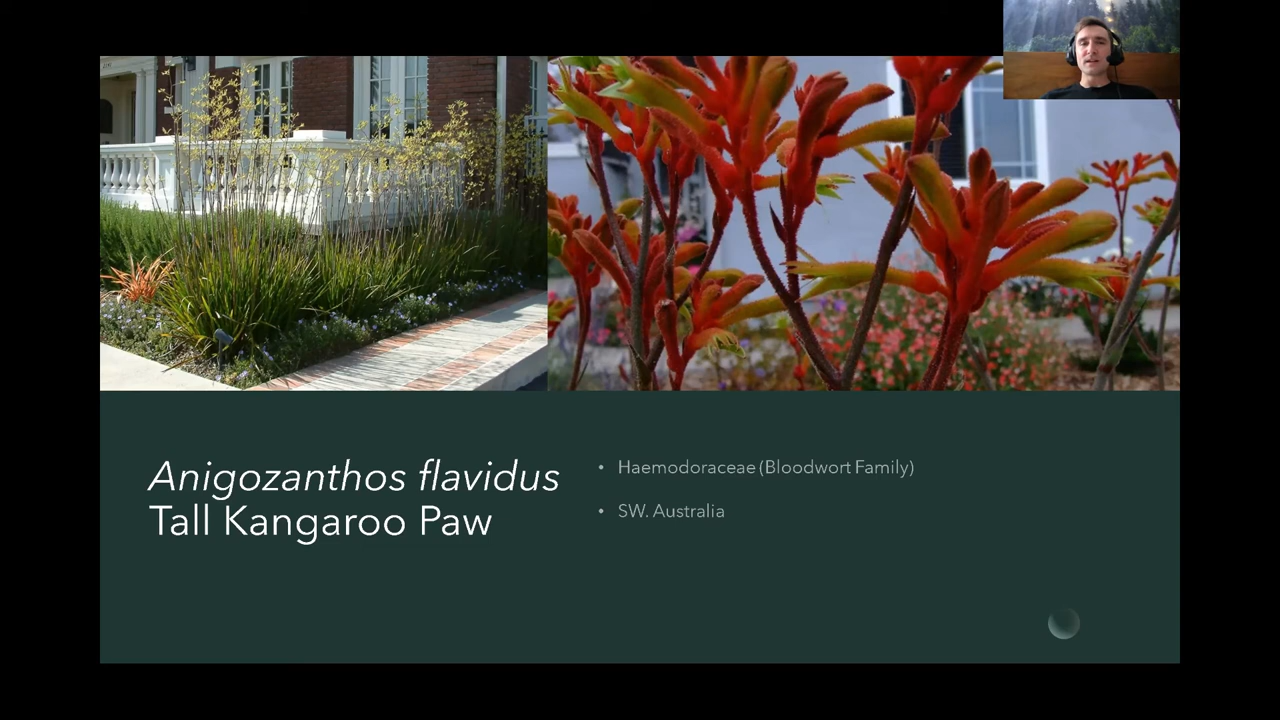 Anigozanthos flavidus
Tall Kangaroo Paw
• Haemodoraceae (Bloodwort Family)
• SW. Australia